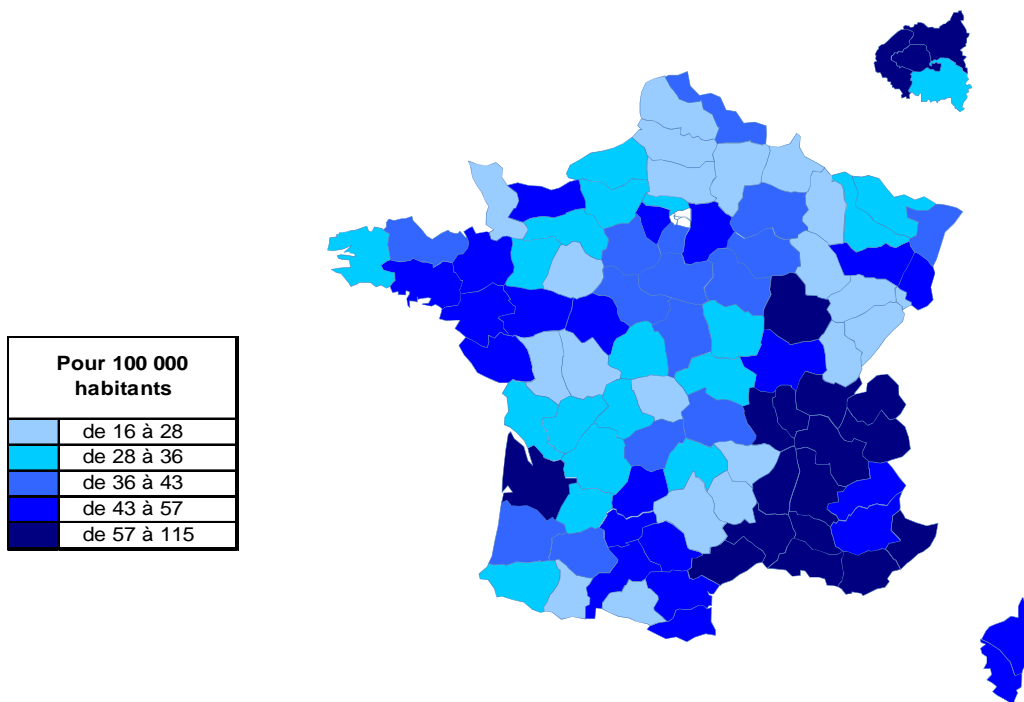 Pour 100 000
habitants
de 16 à 28
de 28 à 36
de 36 à 43
de 43 à 57
de 57 à 115